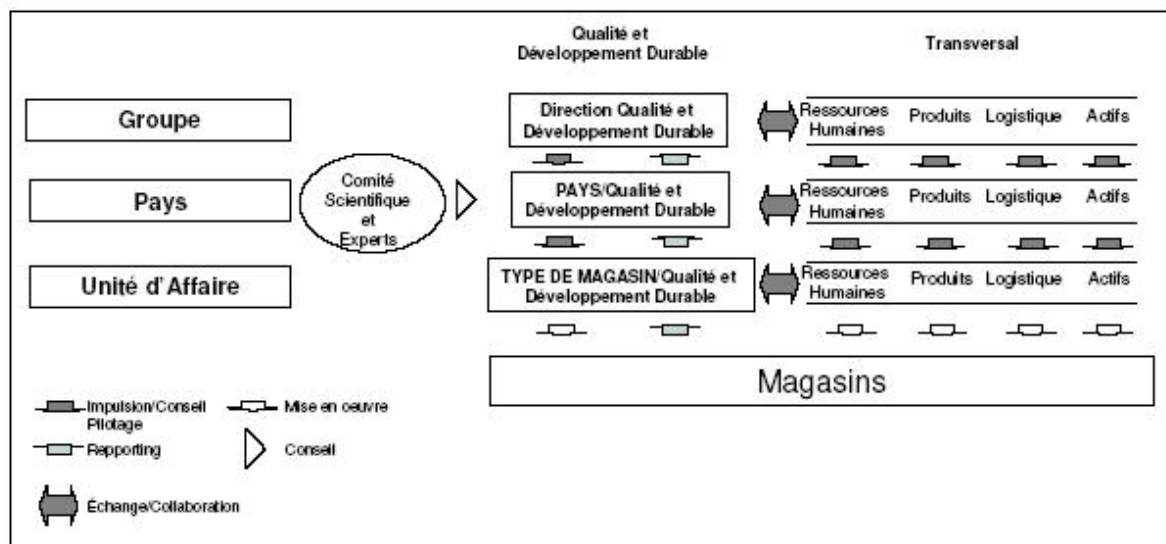 Qualité et
Développement Durable
Transversal
Groupe
Direction Qualité et
Développement Durable
Ressources
Humaines
Produits
Logistique
Actifs
Pays
Comité
Scientifique
et
Experts
PAYS/Qualité et
Développement Durable
Ressources
Humaines
Produits
Logistique
Actifs
Unité d'Affaire
TYPE DE MAGASIN/Qualité et
Développement Durable
Ressources
Humaines
Produits
Logistique
Actifs
Magasins
Impulsion/Conseil
Pilotage
Mise en oeuvre
Repporting
Conseil
Échange/Collaboration